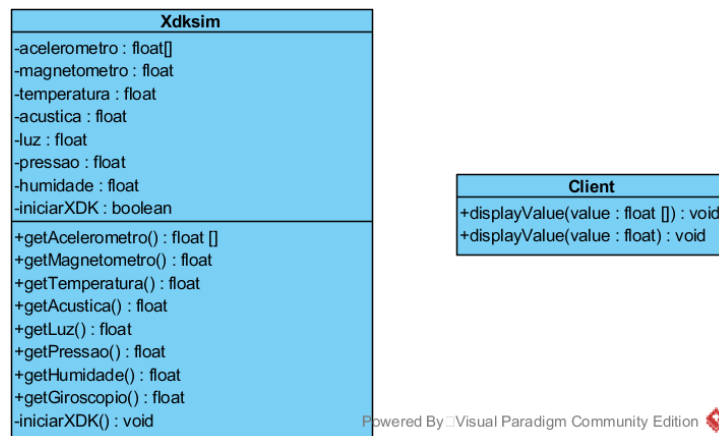 Xdksim
-acelerometro : float[]
-magnetometro : float
-temperatura : float
-acustica : float
-luz : float
-pressao : float
-humidade : float
-iniciarXDK : boolean
+getAcelerometro() : float []
+getMagnetometro() : float
+getTemperatura() : float
+getAcustica() : float
+getLuz() : float
+getPressao() : float
+getHumidade() : float
+getGiroscopio() : float
-iniciarXDK() : void
Client
+displayValue(value : float []) : void
+displayValue(value : float) : void
Powered By Visual Paradigm Community Edition